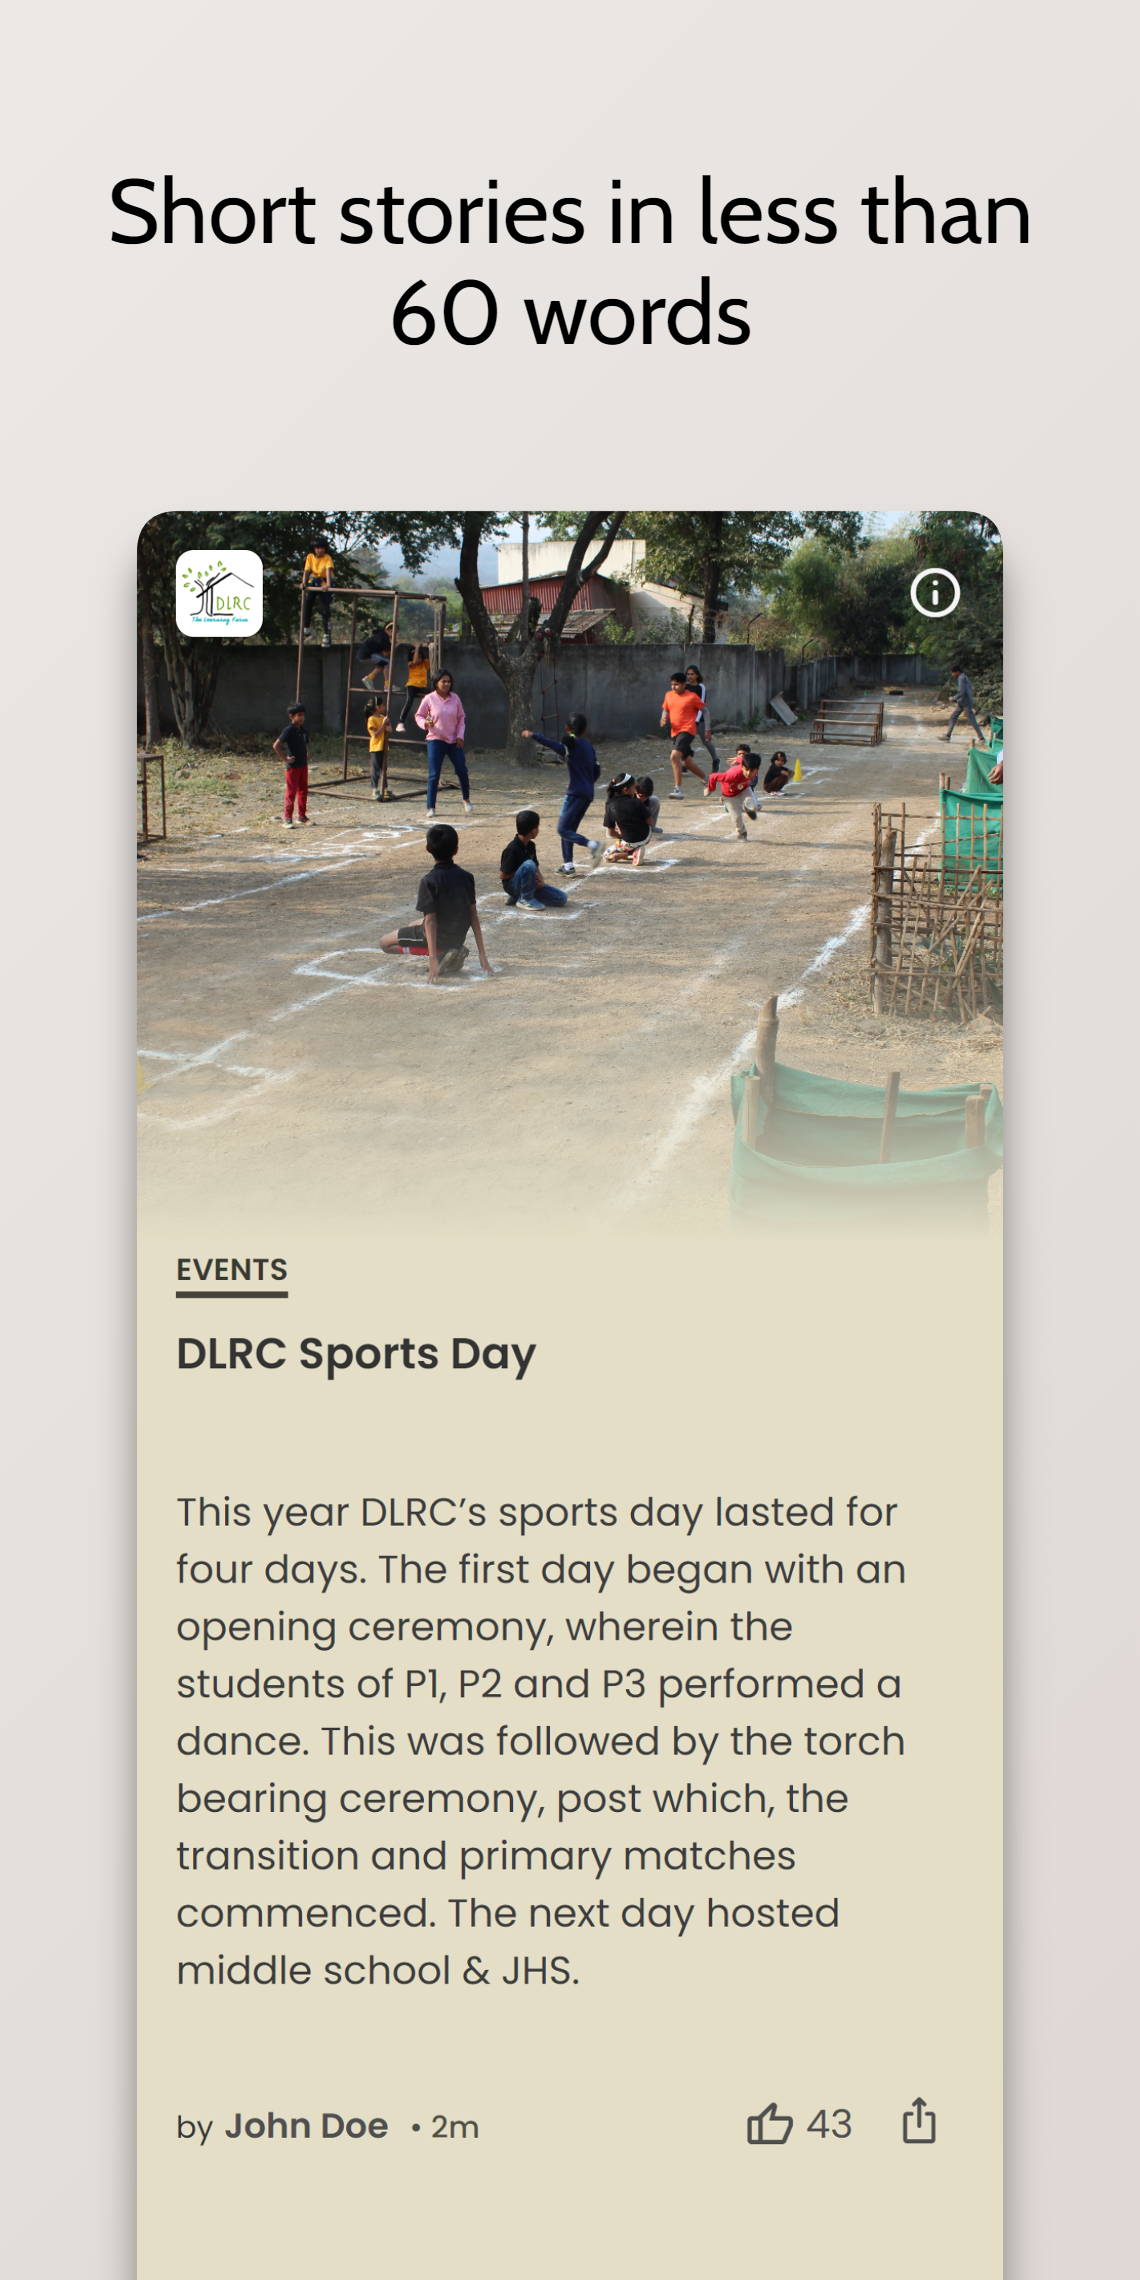 Short stories in less than
60 words
DLRC
The Learning Farm
EVENTS
DLRC Sports Day
This year DLRC’s sports day lasted for
four days. The first day began with an
opening ceremony, wherein the
students of P1, P2 and P3 performed a
dance. This was followed by the torch
bearing ceremony, post which, the
transition and primary matches
commenced. The next day hosted
middle school & JHS.
by John Doe • 2m
43